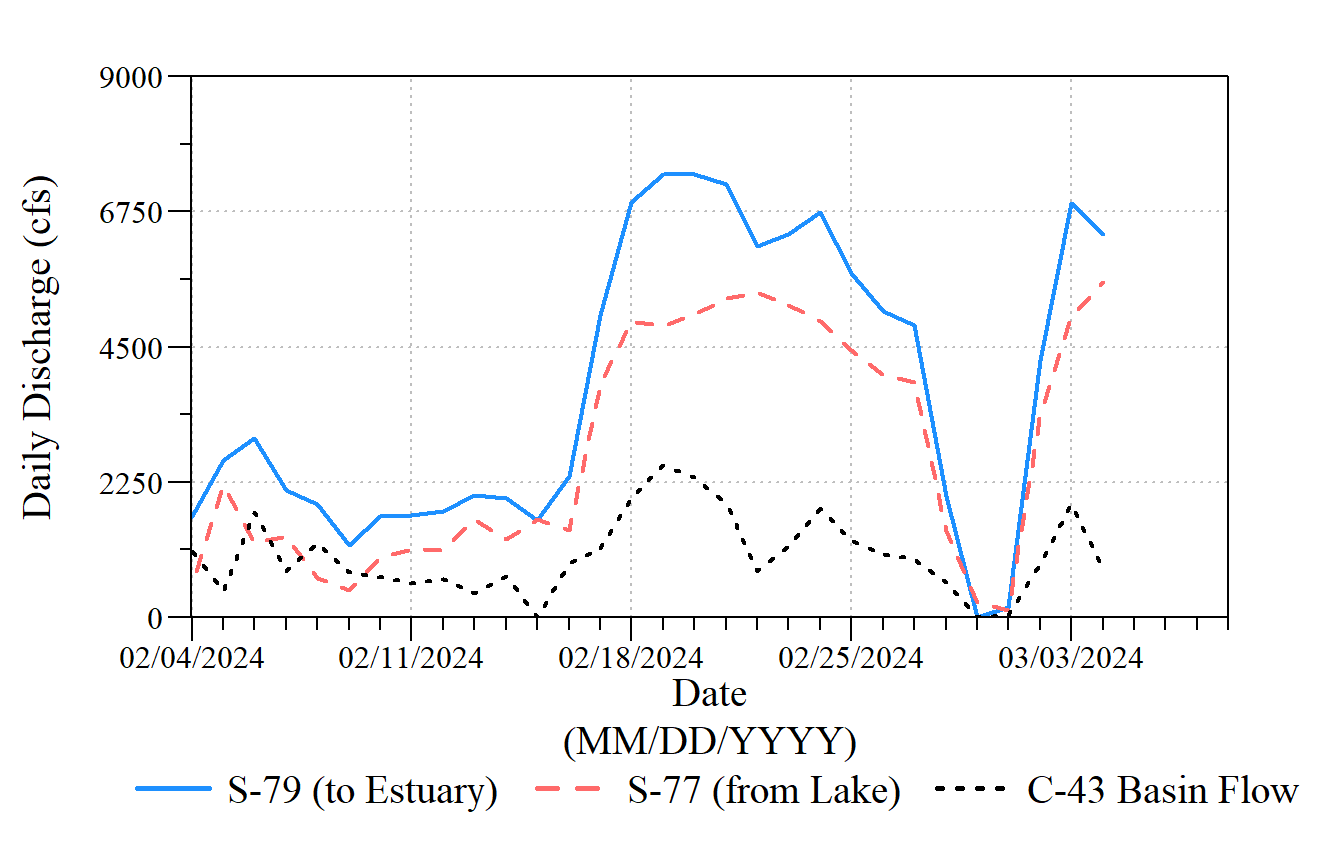 9000
6750
4500
2250
0
Daily Discharge (cfs)
02/04/2024 02/11/2024 02/18/2024 02/25/2024 03/03/2024
Date
(MM/DD/YYYY)
S-79 (to Estuary) S-77 (from Lake) C-43 Basin Flow